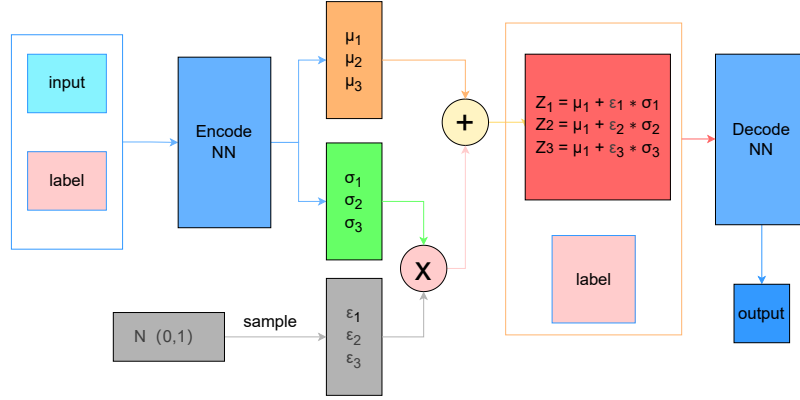 input
label
Encode
NN
μ1
μ2
μ3
σ1
σ2
σ3
N (0,1)
sample
ε1
ε2
ε3
X
+
Z1 = μ1 + ε1 * σ1
Z2 = μ1 + ε2 * σ2
Z3 = μ1 + ε3 * σ3
label
Decode
NN
output